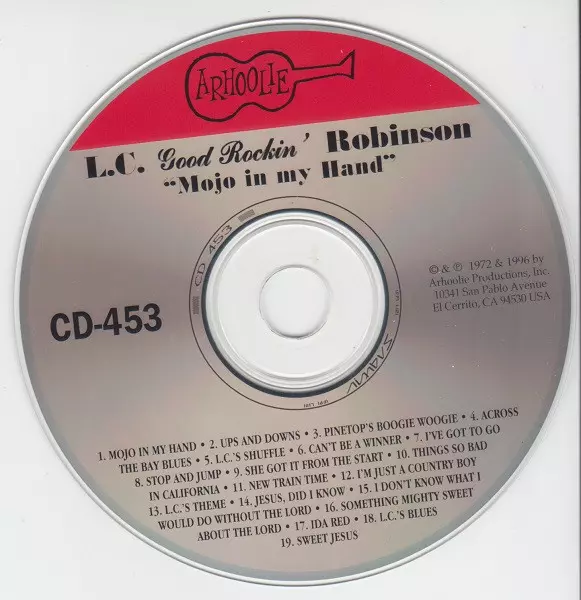 ARHOOLIE
L.C. Good Rockin' Robinson
"Mojo in my Hand"
CD 453
© & ℗ 1972 & 1996 by
Arhoolie Productions, Inc.
10341 San Pablo Avenue
El Cerrito, CA 94530 USA
CD-453
1. MOJO IN MY HAND • 2. UPS AND DOWNS • 3. PINETOP'S BOOGIE WOOGIE • 4. ACROSS
THE BAY BLUES • 5. L.C.'S SHUFFLE • 6. CAN'T BE A WINNER • 7. I'VE GOT TO GO
8. STOP AND JUMP • 9. SHE GOT IT FROM THE START • 10. THINGS SO BAD
IN CALIFORNIA • 11. NEW TRAIN TIME • 12. I'M JUST A COUNTRY BOY
13. L.C.'S THEME • 14. JESUS, DID I KNOW • 15. I DON'T KNOW WHAT I
WOULD DO WITHOUT THE LORD • 16. SOMETHING MIGHTY SWEET
ABOUT THE LORD • 17. IDA RED • 18. L.C.'S BLUES
19. SWEET JESUS